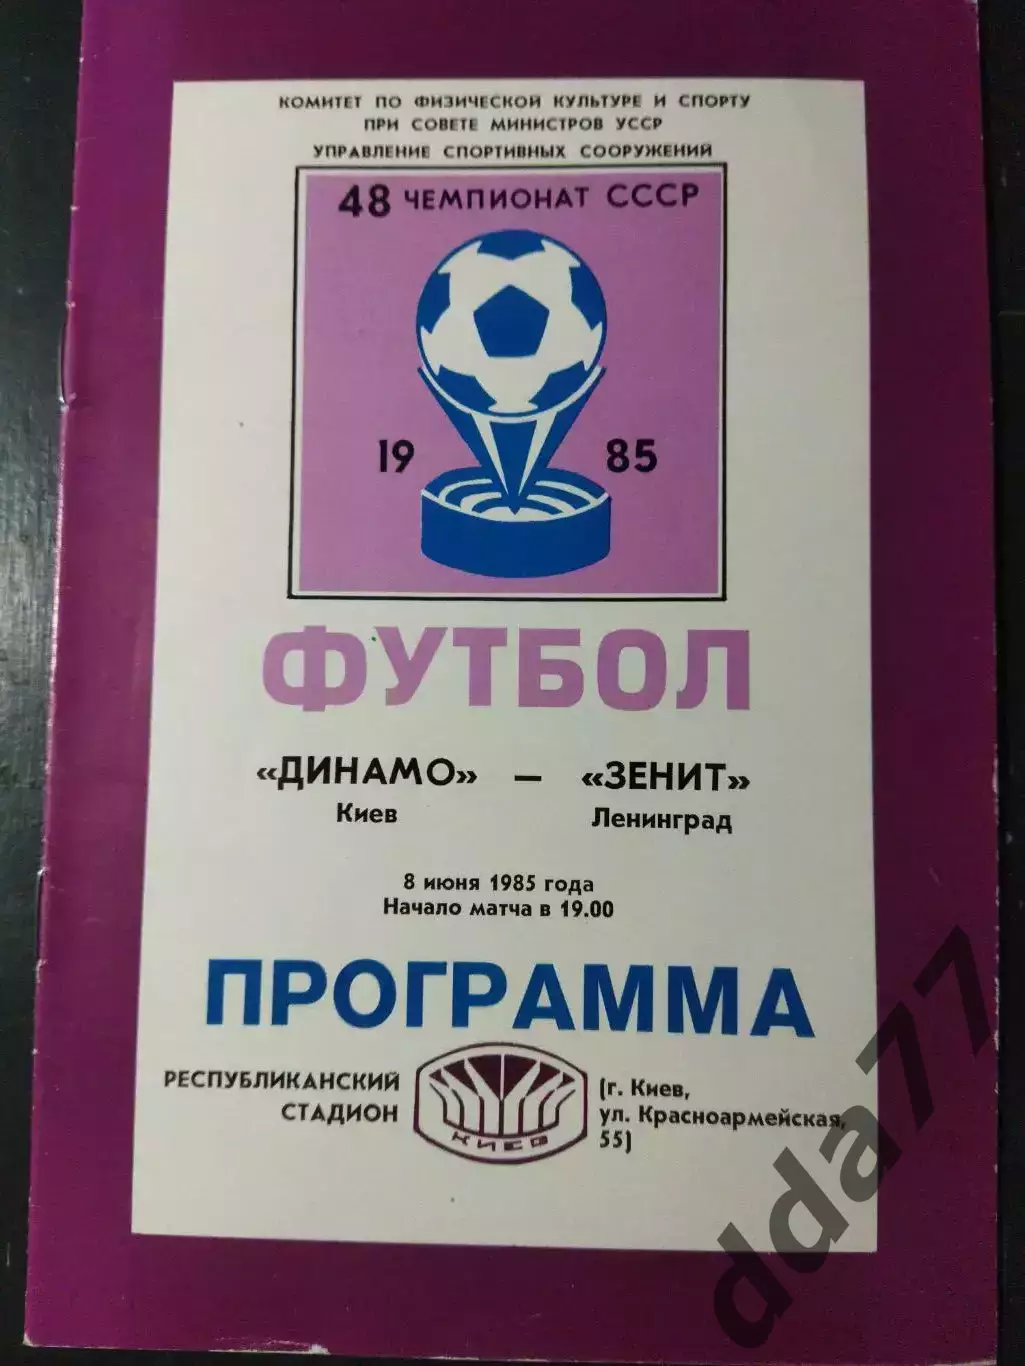 КОМИТЕТ ПО ФИЗИЧЕСКОЙ КУЛЬТУРЕ И СПОРТУ
ПРИ СОВЕТЕ МИНИСТРОВ УССР
УПРАВЛЕНИЕ СПОРТИВНЫХ СООРУЖЕНИЙ
48 ЧЕМПИОНАТ СССР
19 85
ФУТБОЛ
«ДИНАМО» — «ЗЕНИТ»
Киев Ленинград
8 июня 1985 года
Начало матча в 19.00
ПРОГРАММА
РЕСПУБЛИКАНСКИЙ
СТАДИОН
КИЕВ
(г. Киев,
ул. Красноармейская,
55)
dda77